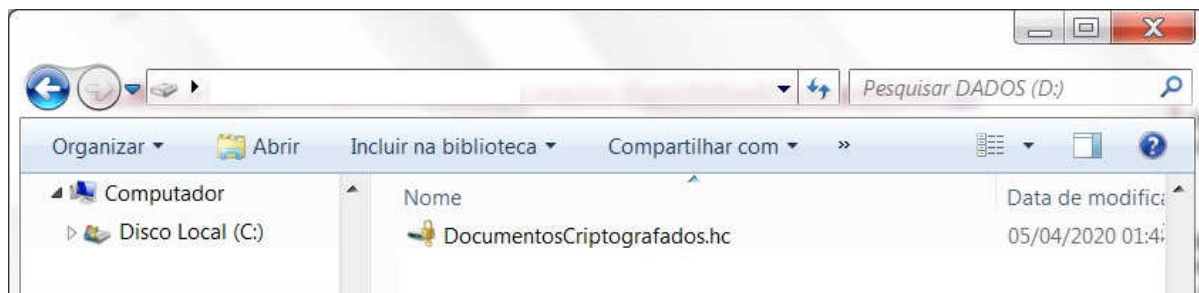 Pesquisar DADOS (D:)
Organizar Abrir Incluir na biblioteca Compartilhar com »
Computador
Disco Local (C:)
Nome Data de modifica
DocumentosCriptografados.hc 05/04/2020 01:4